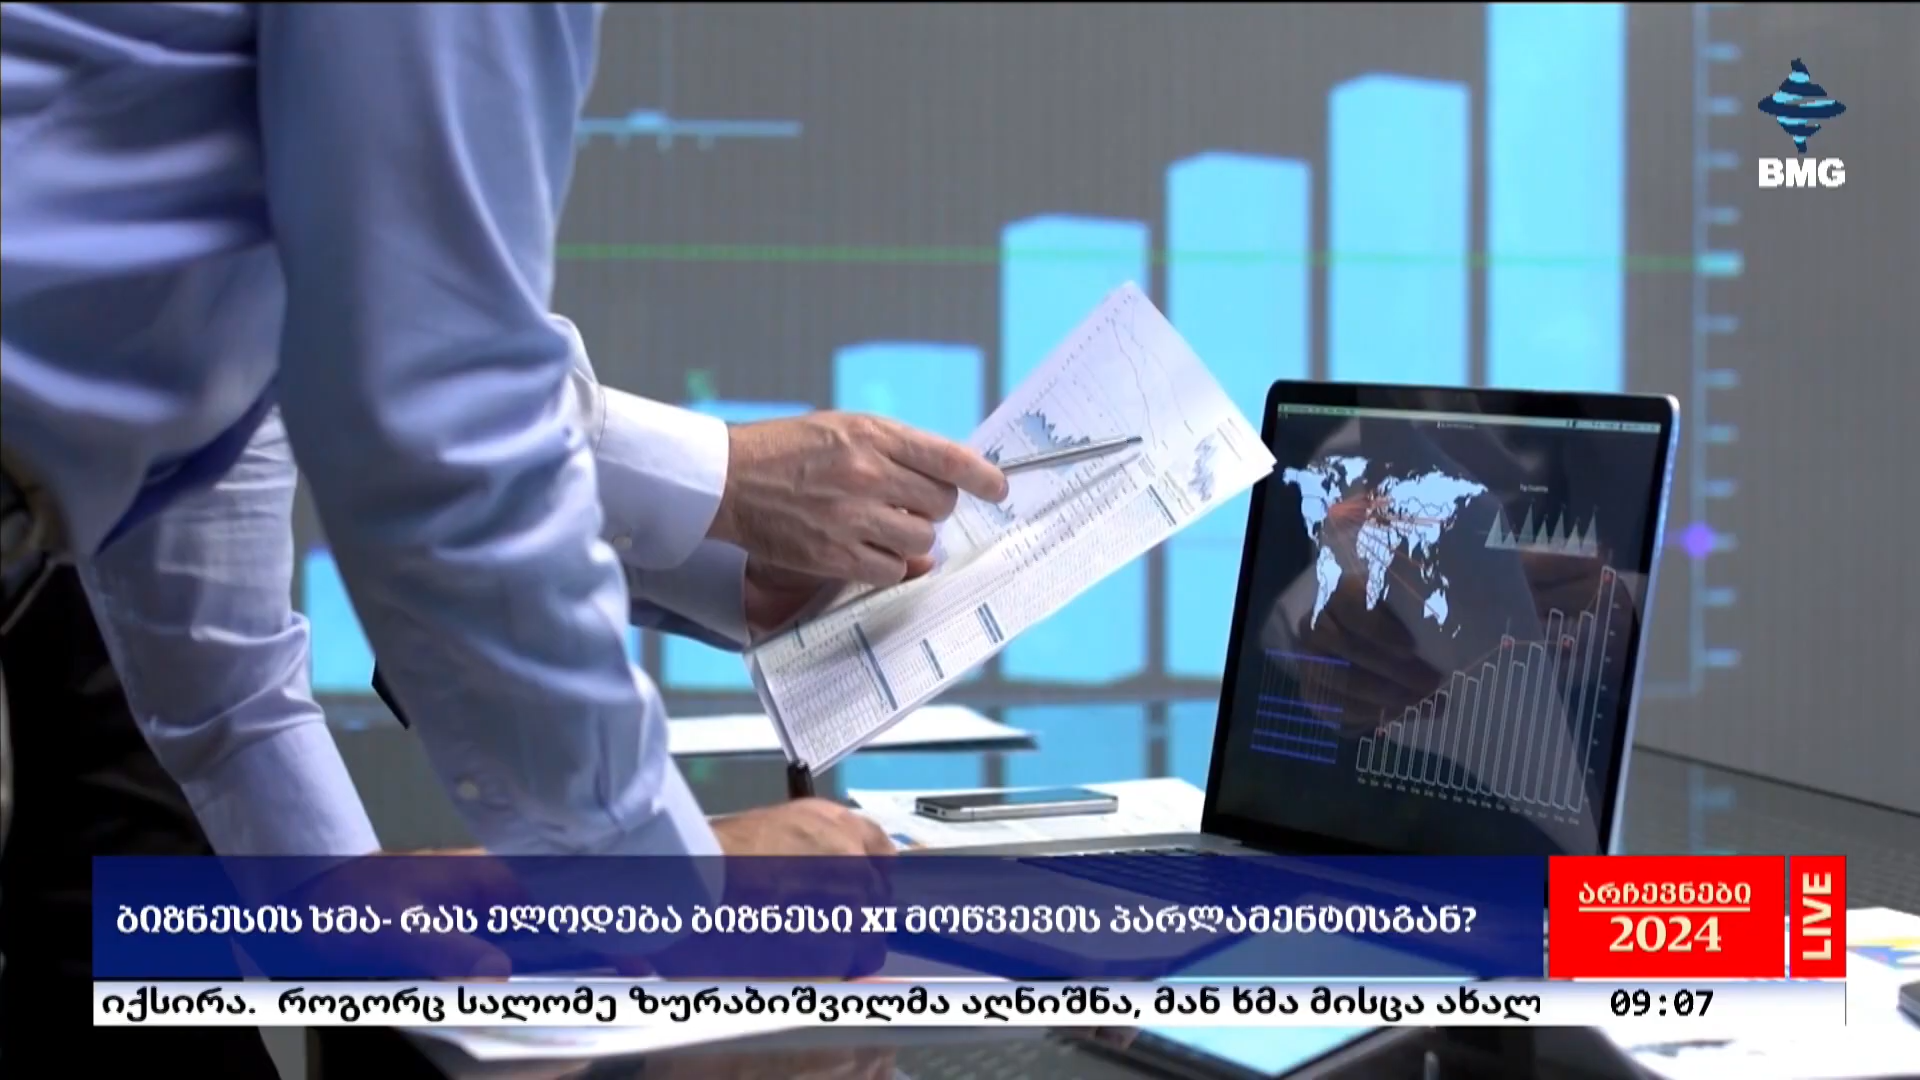 BMG
ბიზნესის ხმა- რას ელოდება ბიზნესი XI მოწვევის პარლამენტისგან?
არჩევნები
2024
LIVE
იქსირა. როგორც სალომე ზურაბიშვილმა აღნიშნა, მან ხმა მისცა ახალ
09:07